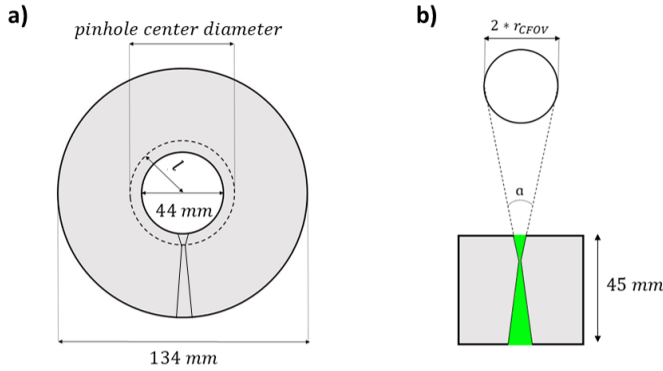 a)
pinhole center diameter
l
44 mm
134 mm
b)
2 * r_CFOV
α
45 mm